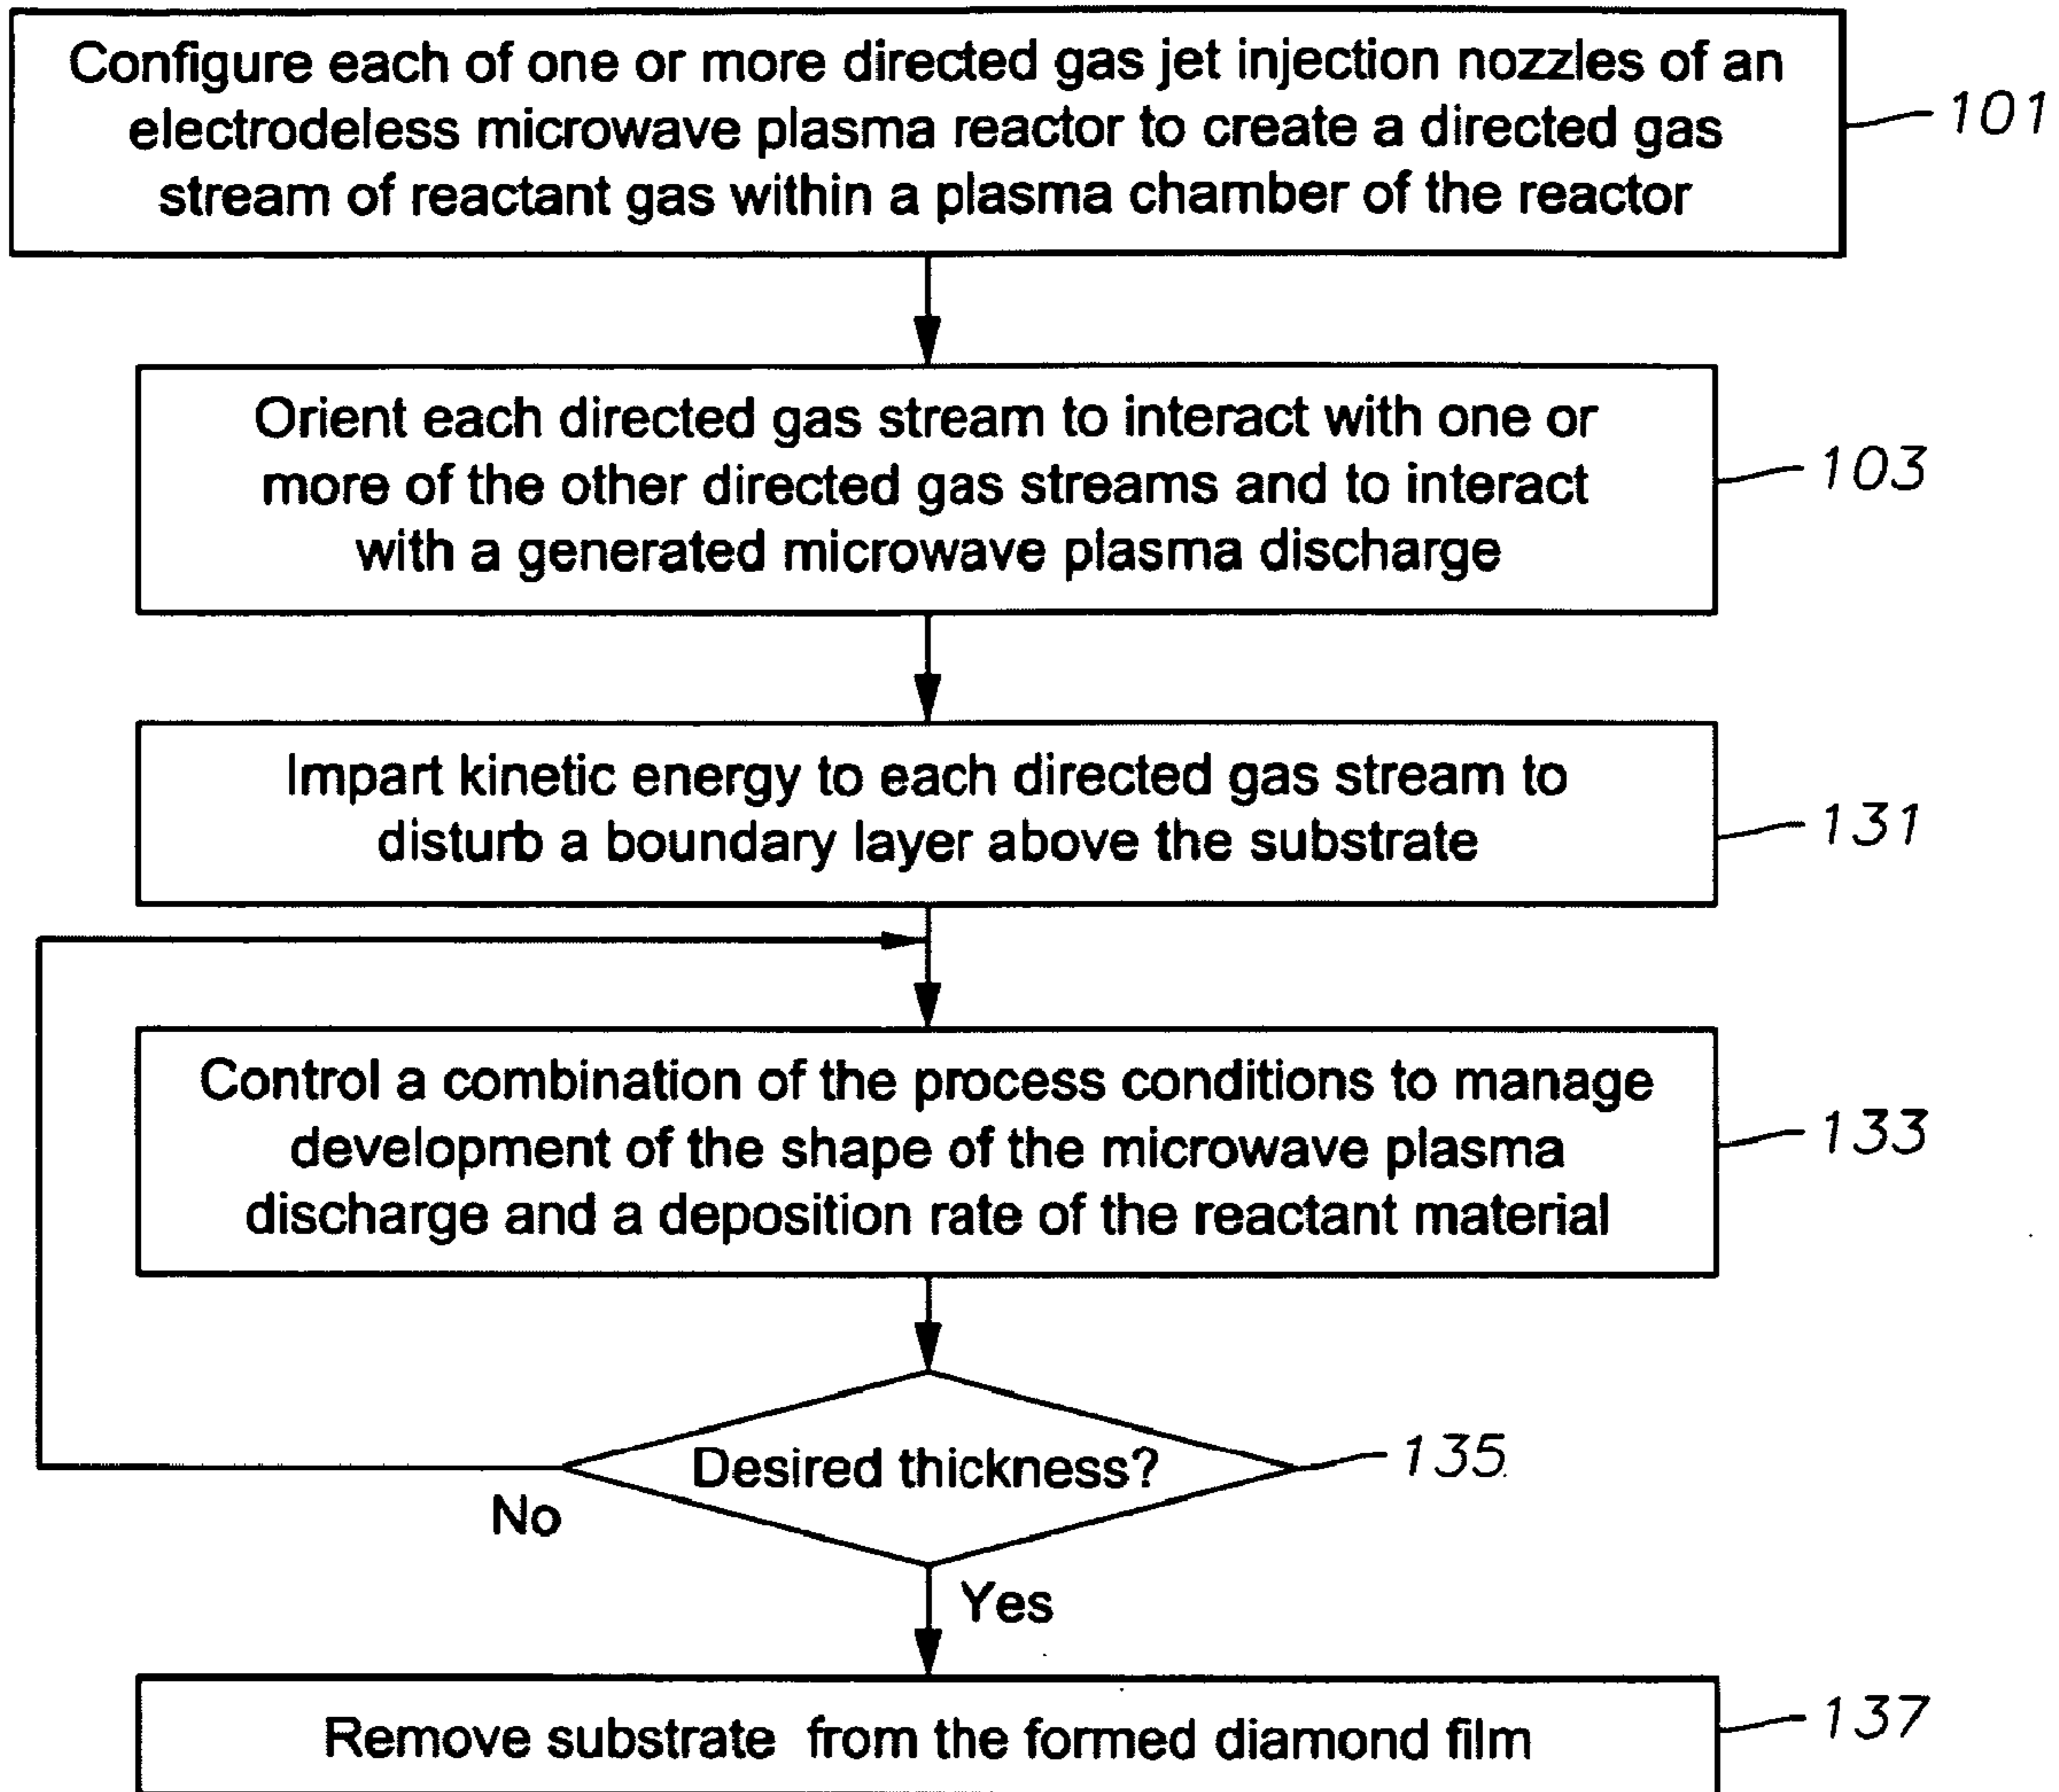 Configure each of one or more directed gas jet injection nozzles of an
electrodeless microwave plasma reactor to create a directed gas
stream of reactant gas within a plasma chamber of the reactor
101
Orient each directed gas stream to interact with one or
more of the other directed gas streams and to interact
with a generated microwave plasma discharge
103
Impart kinetic energy to each directed gas stream to
disturb a boundary layer above the substrate
131
Control a combination of the process conditions to manage
development of the shape of the microwave plasma
discharge and a deposition rate of the reactant material
133
Desired thickness?
135
No
Yes
Remove substrate from the formed diamond film
137